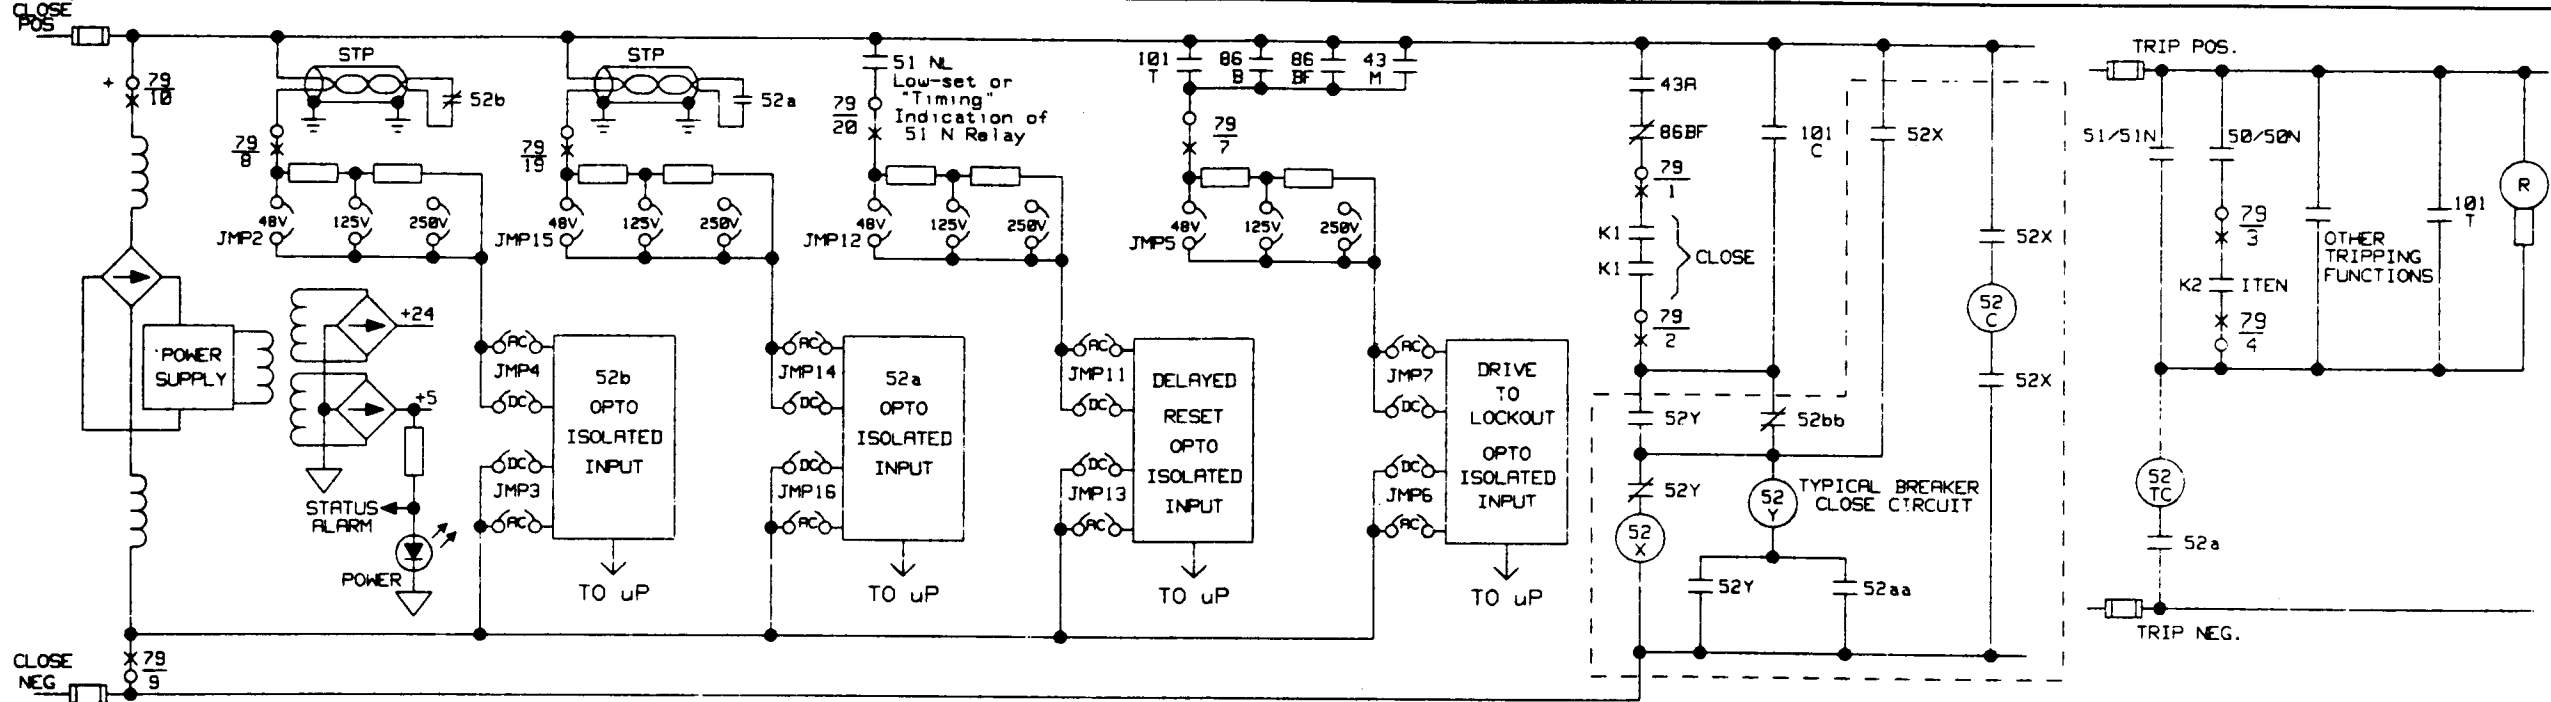 CLOSE
POS
+
79
10
STP
52b
79
8
48V
125V
250V
JMP2
STP
52a
79
19
48V
125V
250V
JMP15
51 NL
Low-set or
"Timing"
Indication of
51 N Relay
79
20
48V
125V
250V
JMP12
101
T
86
B
86
BF
43
M
79
7
48V
125V
250V
JMP5
POWER
SUPPLY
+24
+5
STATUS
ALARM
POWER
AC
JMP4
DC
DC
JMP3
AC
52b
OPTO
ISOLATED
INPUT
TO uP
AC
JMP14
DC
DC
JMP16
AC
52a
OPTO
ISOLATED
INPUT
TO uP
AC
JMP11
DC
DC
JMP13
AC
DELAYED
RESET
OPTO
ISOLATED
INPUT
TO uP
AC
JMP7
DC
DC
JMP6
AC
DRIVE
TO
LOCKOUT
OPTO
ISOLATED
INPUT
TO uP
43A
86BF
79
1
K1
K1
CLOSE
79
2
101
C
52X
52X
52
C
52X
52Y
52bb
52Y
52
X
52
Y
TYPICAL BREAKER
CLOSE CIRCUIT
52Y
52aa
CLOSE
NEG
79
9
TRIP POS.
51/51N
50/50N
79
3
K2
ITEN
79
4
OTHER
TRIPPING
FUNCTIONS
101
T
R
52
TC
52a
TRIP NEG.